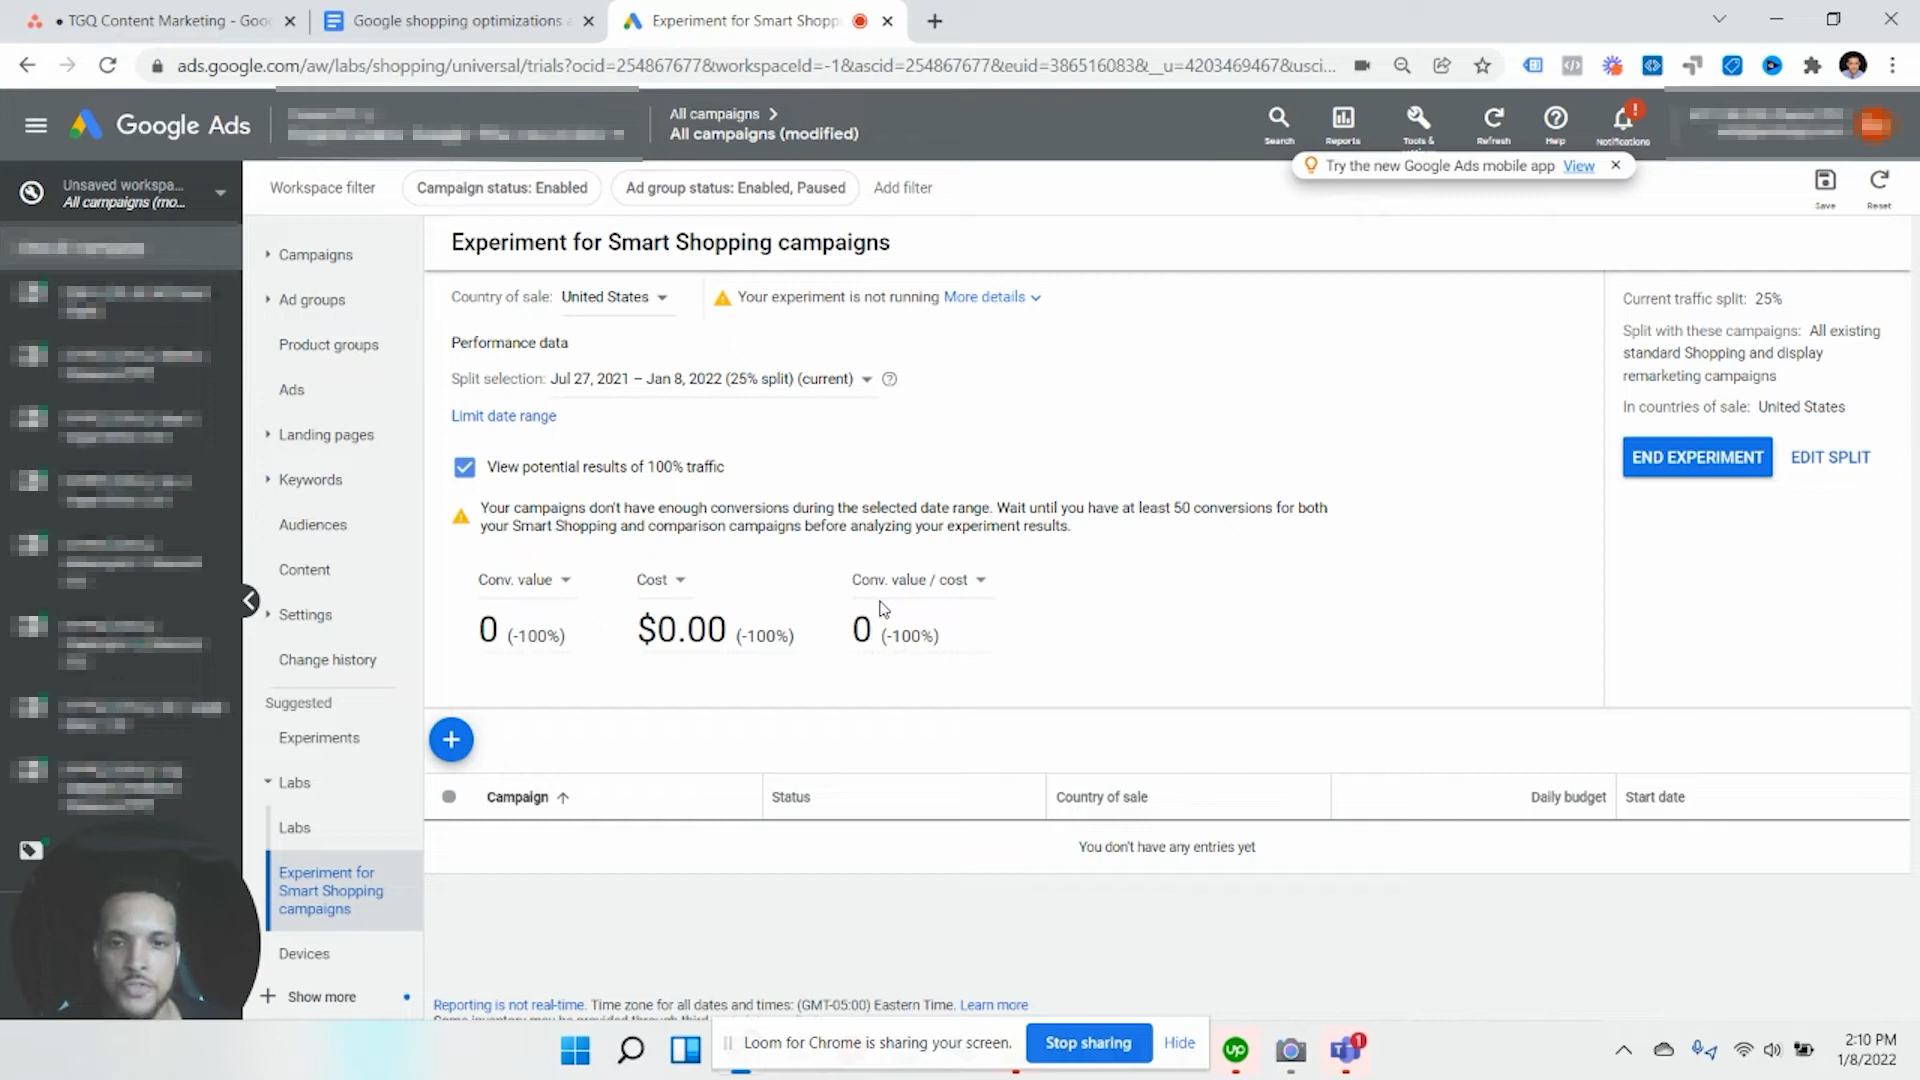 TGQ Content Marketing - Goo
Google shopping optimizations a
Experiment for Smart Shopp
ads.google.com/aw/labs/shopping/universal/trials?ocid=254867677&workspaceId=-1&ascid=254867677&euid=386516083&__u=4203469467&usci...
Google Ads
All campaigns
All campaigns (modified)
Search
Reports
Tools &
Refresh
Help
Notifications
Try the new Google Ads mobile app View
Unsaved workspa...
All campaigns (mo...
Workspace filter
Campaign status: Enabled
Ad group status: Enabled, Paused
Add filter
Save
Reset
Campaigns
Ad groups
Product groups
Ads
Landing pages
Keywords
Audiences
Content
Settings
Change history
Suggested
Experiments
Labs
Labs
Experiment for
Smart Shopping
campaigns
Devices
Show more
Experiment for Smart Shopping campaigns
Country of sale: United States
Your experiment is not running More details
Performance data
Split selection: Jul 27, 2021 – Jan 8, 2022 (25% split) (current)
Limit date range
View potential results of 100% traffic
Your campaigns don't have enough conversions during the selected date range. Wait until you have at least 50 conversions for both
your Smart Shopping and comparison campaigns before analyzing your experiment results.
Conv. value
Cost
Conv. value / cost
0 (-100%)
$0.00 (-100%)
0 (-100%)
Current traffic split: 25%
Split with these campaigns: All existing
standard Shopping and display
remarketing campaigns
In countries of sale: United States
END EXPERIMENT
EDIT SPLIT
Campaign
Status
Country of sale
Daily budget
Start date
You don't have any entries yet
Reporting is not real-time. Time zone for all dates and times: (GMT-05:00) Eastern Time. Learn more
Loom for Chrome is sharing your screen.
Stop sharing
Hide
up
1
2:10 PM
1/8/2022